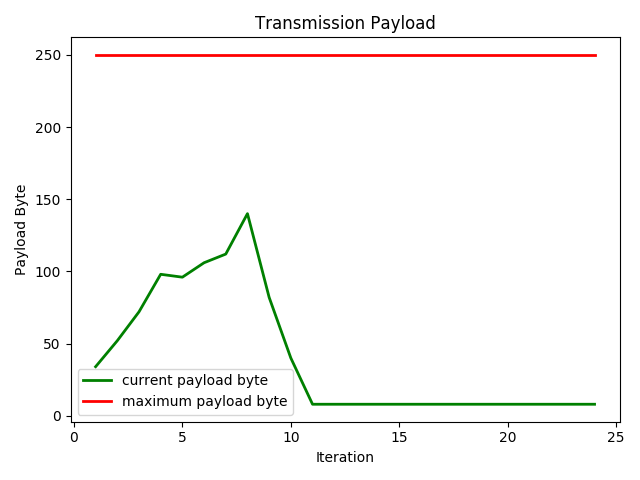 Transmission Payload
250
200
150
100
50
0
Payload Byte
current payload byte
maximum payload byte
0 5 10 15 20 25
Iteration